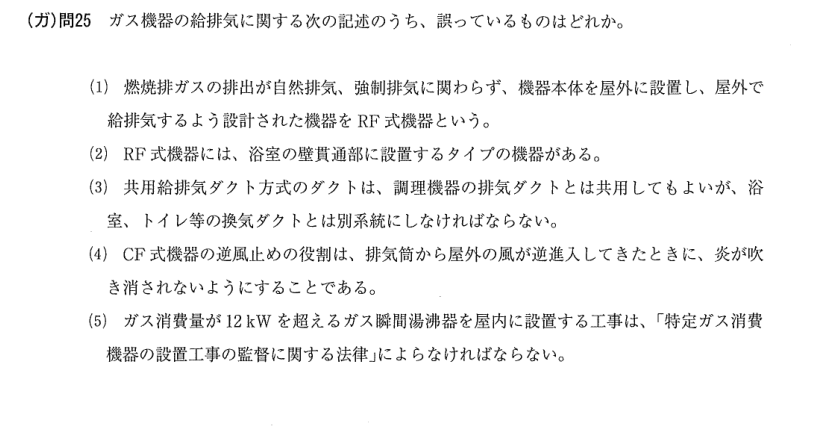 (ガ)問25 ガス機器の給排気に関する次の記述のうち、誤っているものはどれか。
(1) 燃焼排ガスの排出が自然排気、強制排気に関わらず、機器本体を屋外に設置し、屋外で
給排気するよう設計された機器を RF 式機器という。
(2) RF 式機器には、浴室の壁貫通部に設置するタイプの機器がある。
(3) 共用給排気ダクト方式のダクトは、調理機器の排気ダクトとは共用してもよいが、浴
室、トイレ等の換気ダクトとは別系統にしなければならない。
(4) CF 式機器の逆風止めの役割は、排気筒から屋外の風が逆進入してきたときに、炎が吹
き消されないようにすることである。
(5) ガス消費量が 12 kW を超えるガス瞬間湯沸器を屋内に設置する工事は、「特定ガス消費
機器の設置工事の監督に関する法律」によらなければならない。